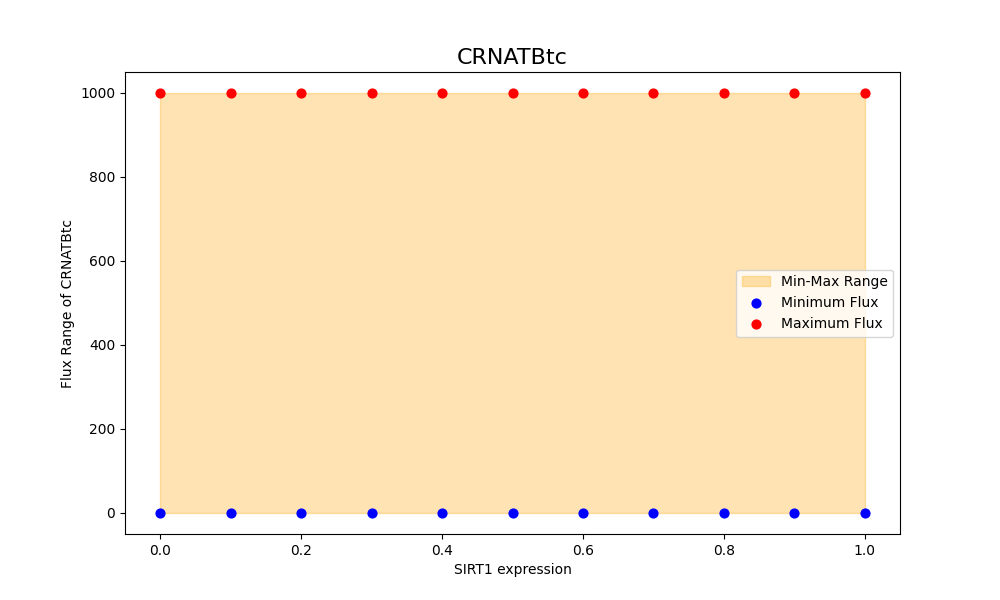 CRNATBtc
1000
800
600
400
200
0
Flux Range of CRNATBtc
Min-Max Range
Minimum Flux
Maximum Flux
0.0 0.2 0.4 0.6 0.8 1.0
SIRT1 expression